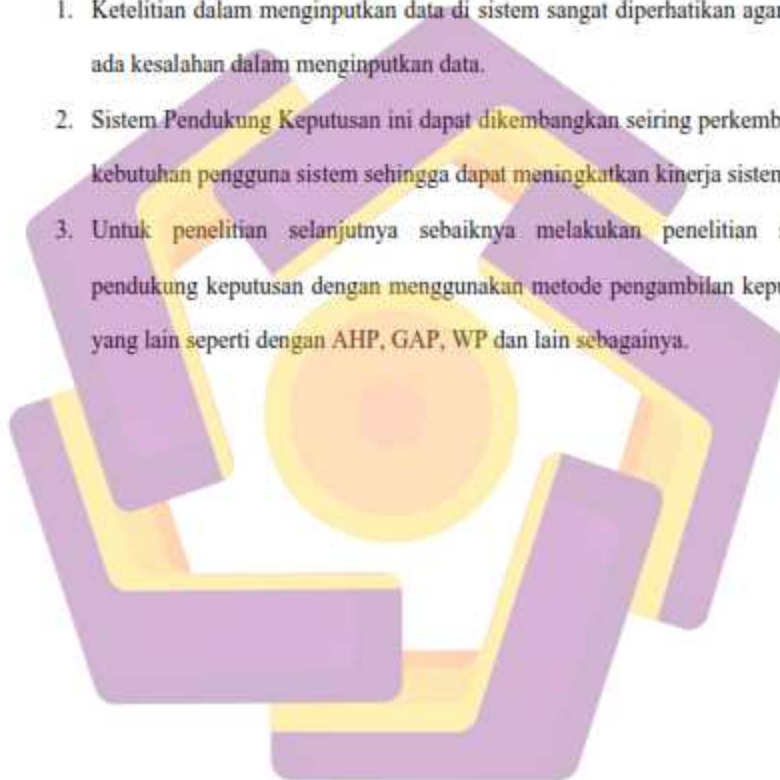 1. Ketelitian dalam menginputkan data di sistem sangat diperhatikan agar
ada kesalahan dalam menginputkan data.
2. Sistem Pendukung Keputusan ini dapat dikembangkan seiring perkemb
kebutuhan pengguna sistem sehingga dapat meningkatkan kinerja sistem
3. Untuk penelitian selanjutnya sebaiknya melakukan penelitian
pendukung keputusan dengan menggunakan metode pengambilan kepu
yang lain seperti dengan AHP, GAP, WP dan lain sebagainya.